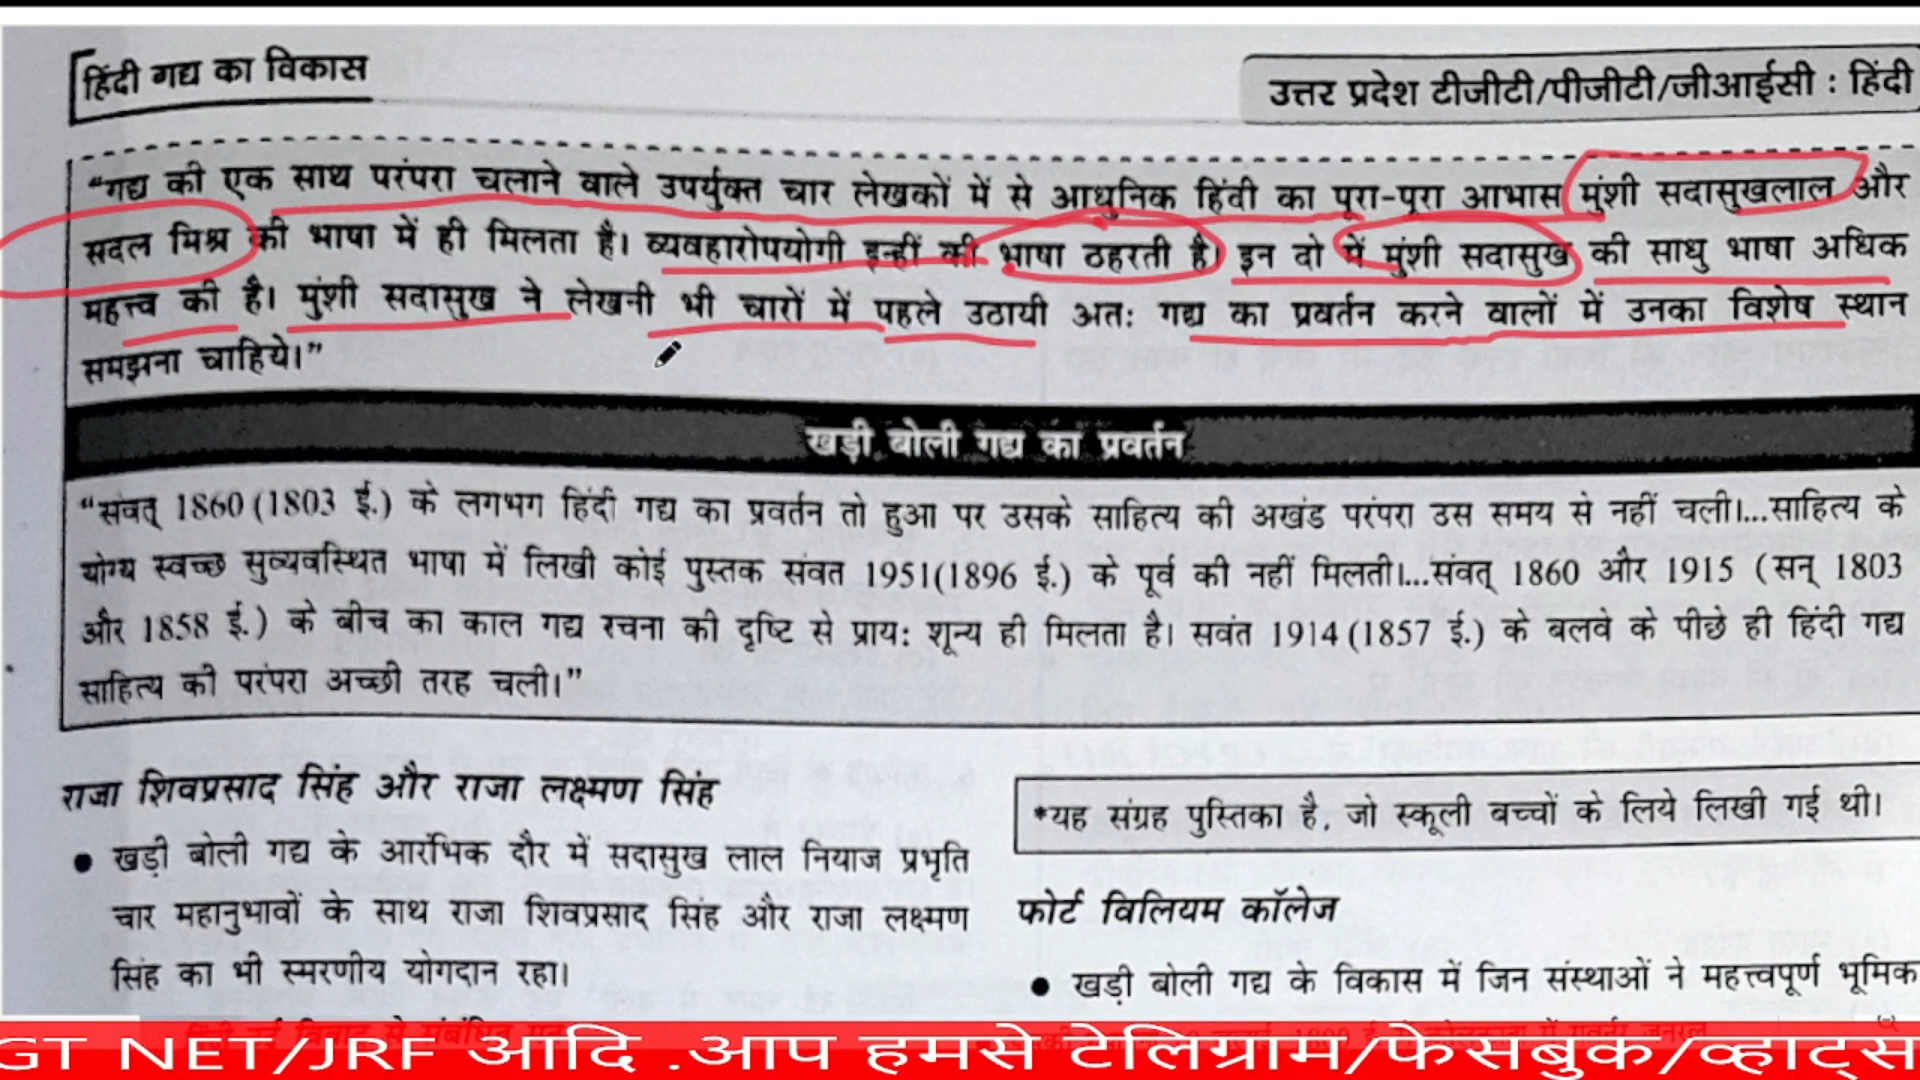 हिंदी गद्य का विकास
उत्तर प्रदेश टीजीटी/पीजीटी/जीआईसी : हिंदी
“गद्य की एक साथ परंपरा चलाने वाले उपर्युक्त चार लेखकों में से आधुनिक हिंदी का पूरा-पूरा आभास मुंशी सदासुखलाल और
सदल मिश्र की भाषा में ही मिलता है। व्यवहारोपयोगी इन्हीं की भाषा ठहरती है। इन दो में मुंशी सदासुख की साधु भाषा अधिक
महत्त्व की है। मुंशी सदासुख ने लेखनी भी चारों में पहले उठायी अतः गद्य का प्रवर्तन करने वालों में उनका विशेष स्थान
समझना चाहिये।”
खड़ी बोली गद्य का प्रवर्तन
“संवत् 1860 (1803 ई.) के लगभग हिंदी गद्य का प्रवर्तन तो हुआ पर उसके साहित्य की अखंड परंपरा उस समय से नहीं चली।...साहित्य के
योग्य स्वच्छ सुव्यवस्थित भाषा में लिखी कोई पुस्तक संवत 1951(1896 ई.) के पूर्व की नहीं मिलती।...संवत् 1860 और 1915 (सन् 1803
और 1858 ई.) के बीच का काल गद्य रचना की दृष्टि से प्राय: शून्य ही मिलता है। सवंत 1914 (1857 ई.) के बलवे के पीछे ही हिंदी गद्य
साहित्य की परंपरा अच्छी तरह चली।”
राजा शिवप्रसाद सिंह और राजा लक्ष्मण सिंह
● खड़ी बोली गद्य के आरंभिक दौर में सदासुख लाल नियाज प्रभृति
चार महानुभावों के साथ राजा शिवप्रसाद सिंह और राजा लक्ष्मण
सिंह का भी स्मरणीय योगदान रहा।
*यह संग्रह पुस्तिका है, जो स्कूली बच्चों के लिये लिखी गई थी।
फोर्ट विलियम कॉलेज
● खड़ी बोली गद्य के विकास में जिन संस्थाओं ने महत्त्वपूर्ण भूमिक
GT NET/JRF आदि .आप हमसे टेलिग्राम/फेसबुक/व्हाट्स